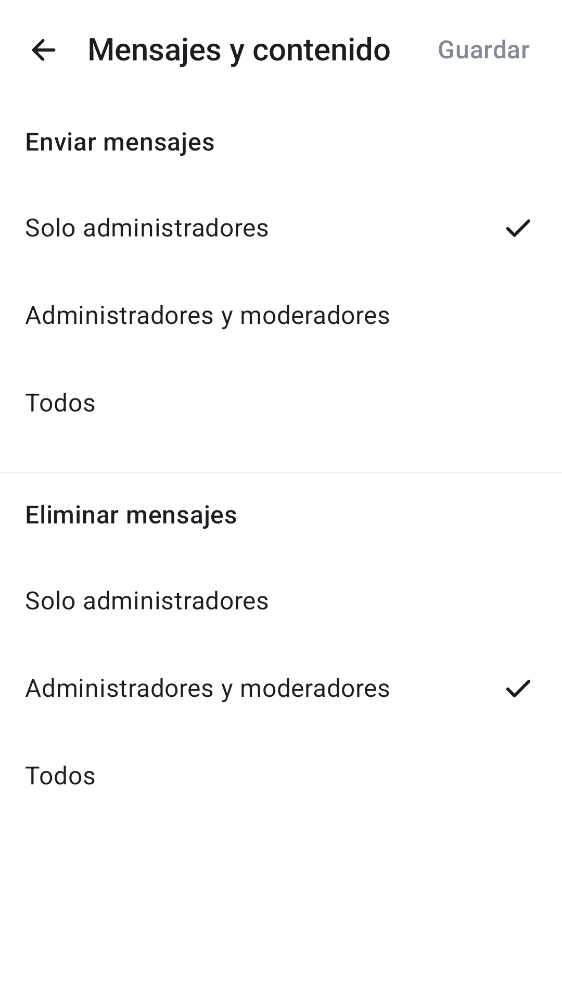 Mensajes y contenido
Guardar
Enviar mensajes
Solo administradores
Administradores y moderadores
Todos
Eliminar mensajes
Solo administradores
Administradores y moderadores
Todos